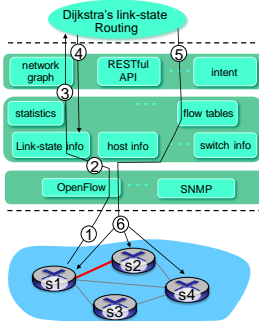 Dijkstra's link-state
Routing
④ ⑤
network
graph
RESTful
API
intent
③
statistics
flow tables
Link-state info
host info
switch info
②
OpenFlow
SNMP
① ⑥
s1
s2
s3
s4